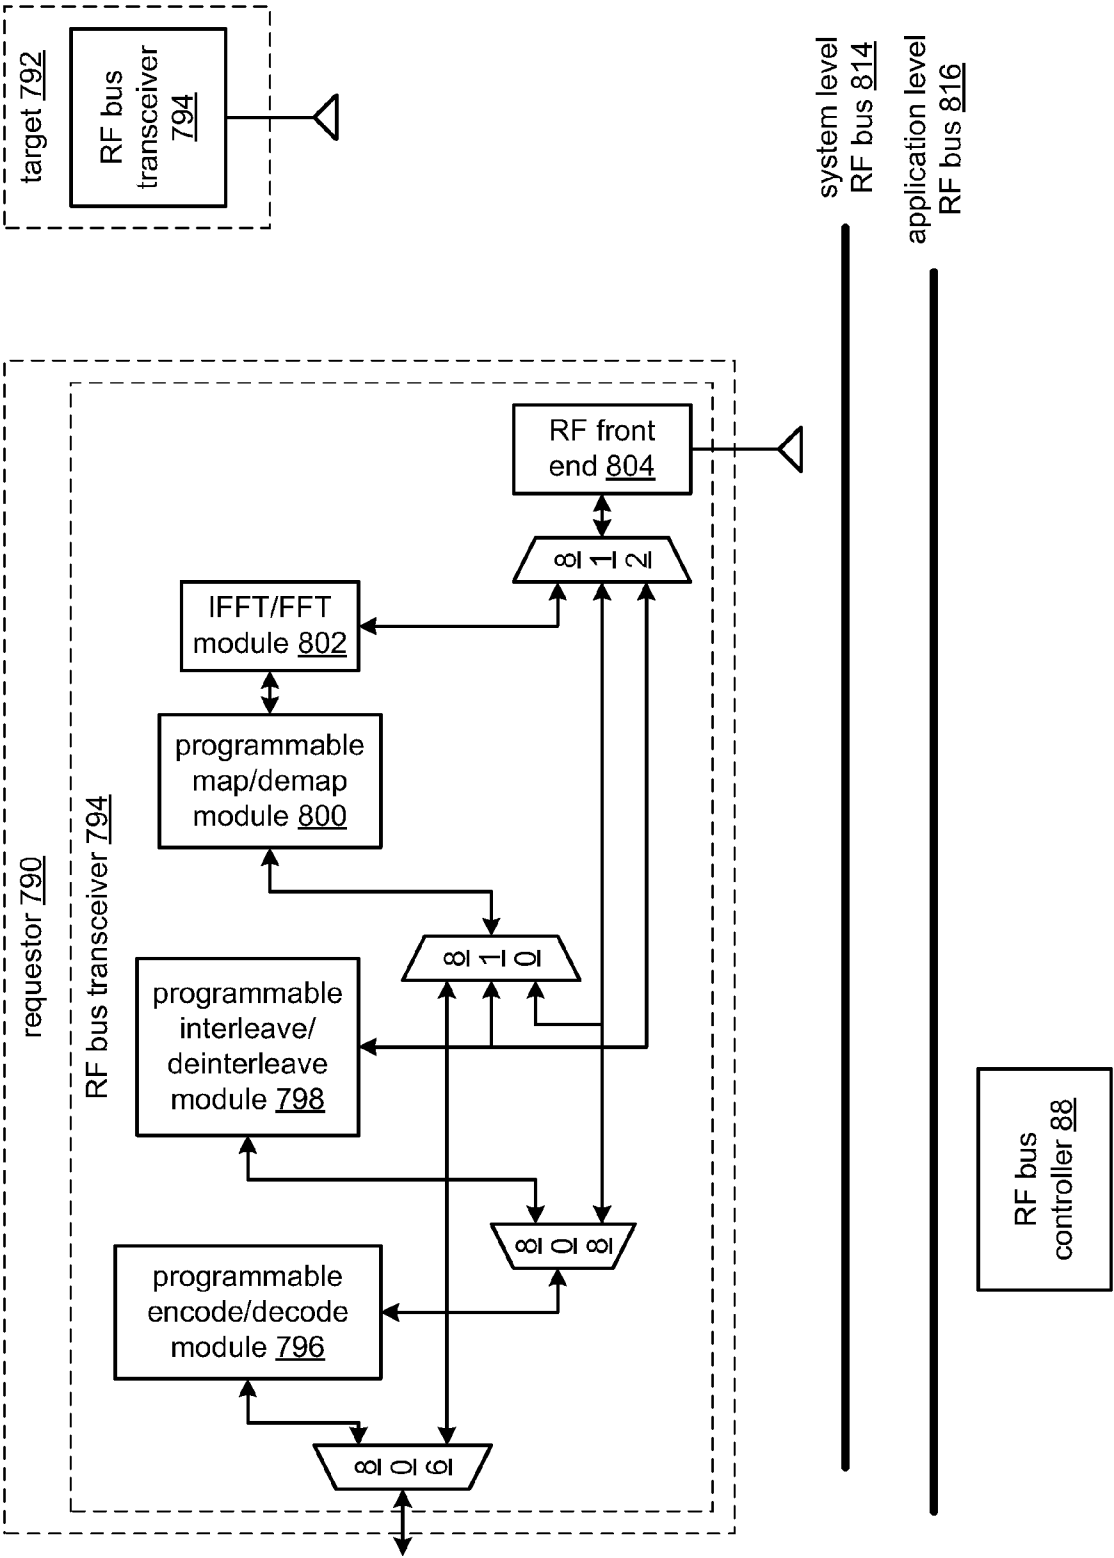 requestor 790
RF bus transceiver 794
programmable
encode/decode
module 796
programmable
interleave/
deinterleave
module 798
programmable
map/demap
module 800
IFFT/FFT
module 802
RF front
end 804
806
808
810
812
target 792
RF bus
transceiver
794
system level
RF bus 814
application level
RF bus 816
RF bus
controller 88